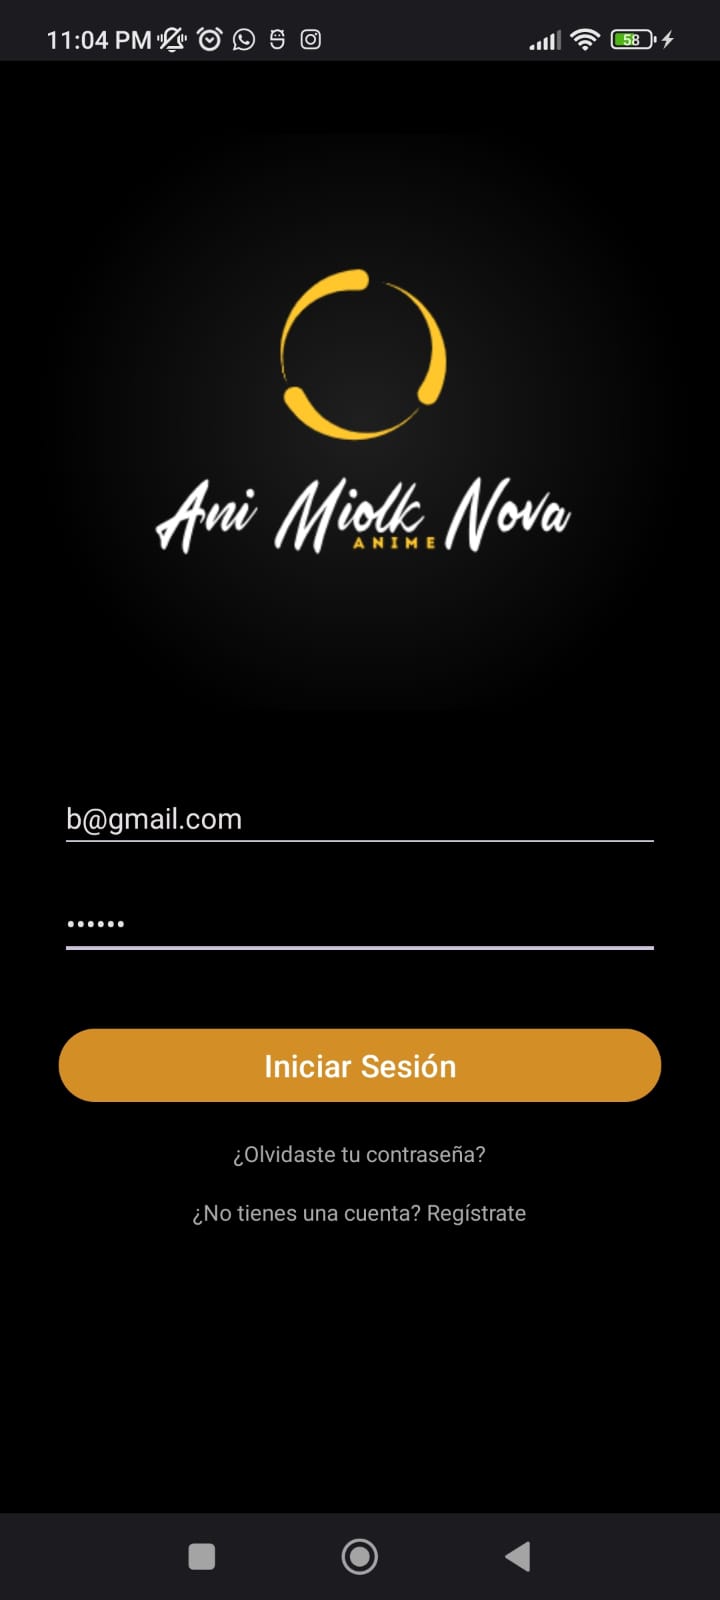 11:04 PM
58
Ani Miolk Nova
ANIME
b@gmail.com
••••••
Iniciar Sesión
¿Olvidaste tu contraseña?
¿No tienes una cuenta? Regístrate